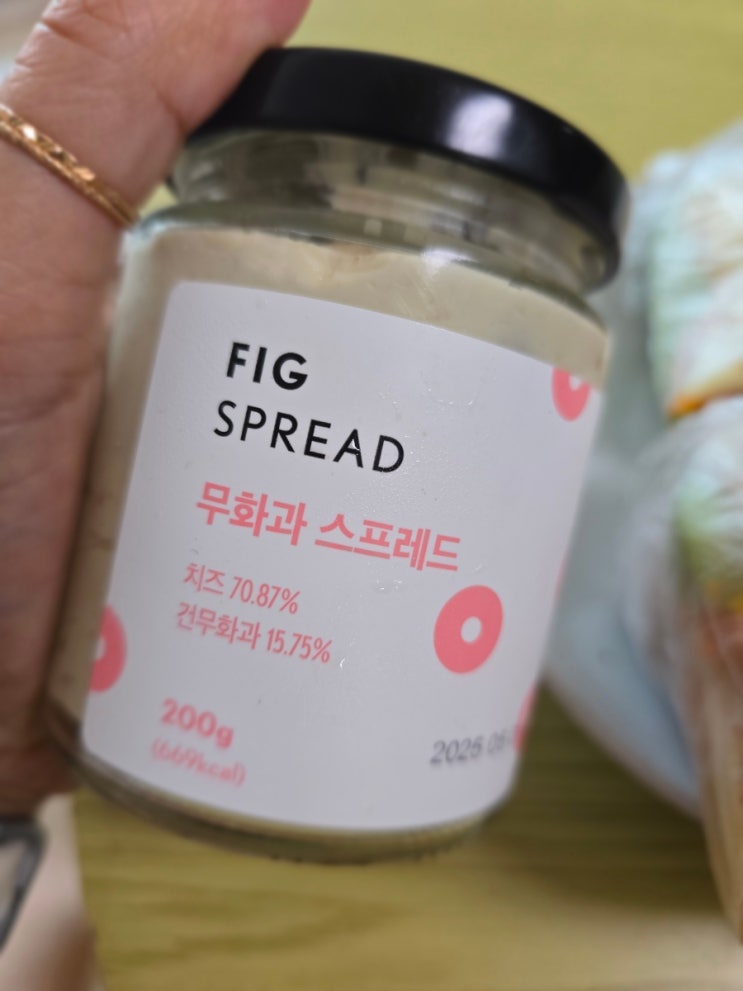 FIG
SPREAD
무화과 스프레드
치즈 70.87%
건무화과 15.75%
200g
(669kcal)
2025